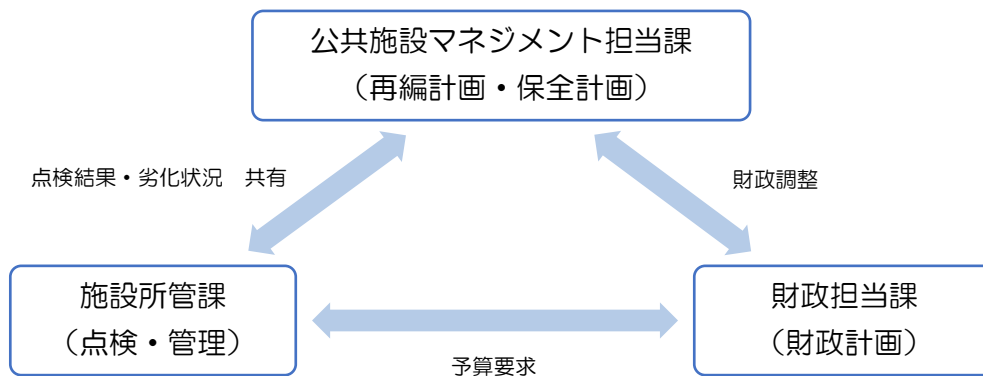 公共施設マネジメント担当課
（再編計画・保全計画）
点検結果・劣化状況　共有
財政調整
施設所管課
（点検・管理）
財政担当課
（財政計画）
予算要求